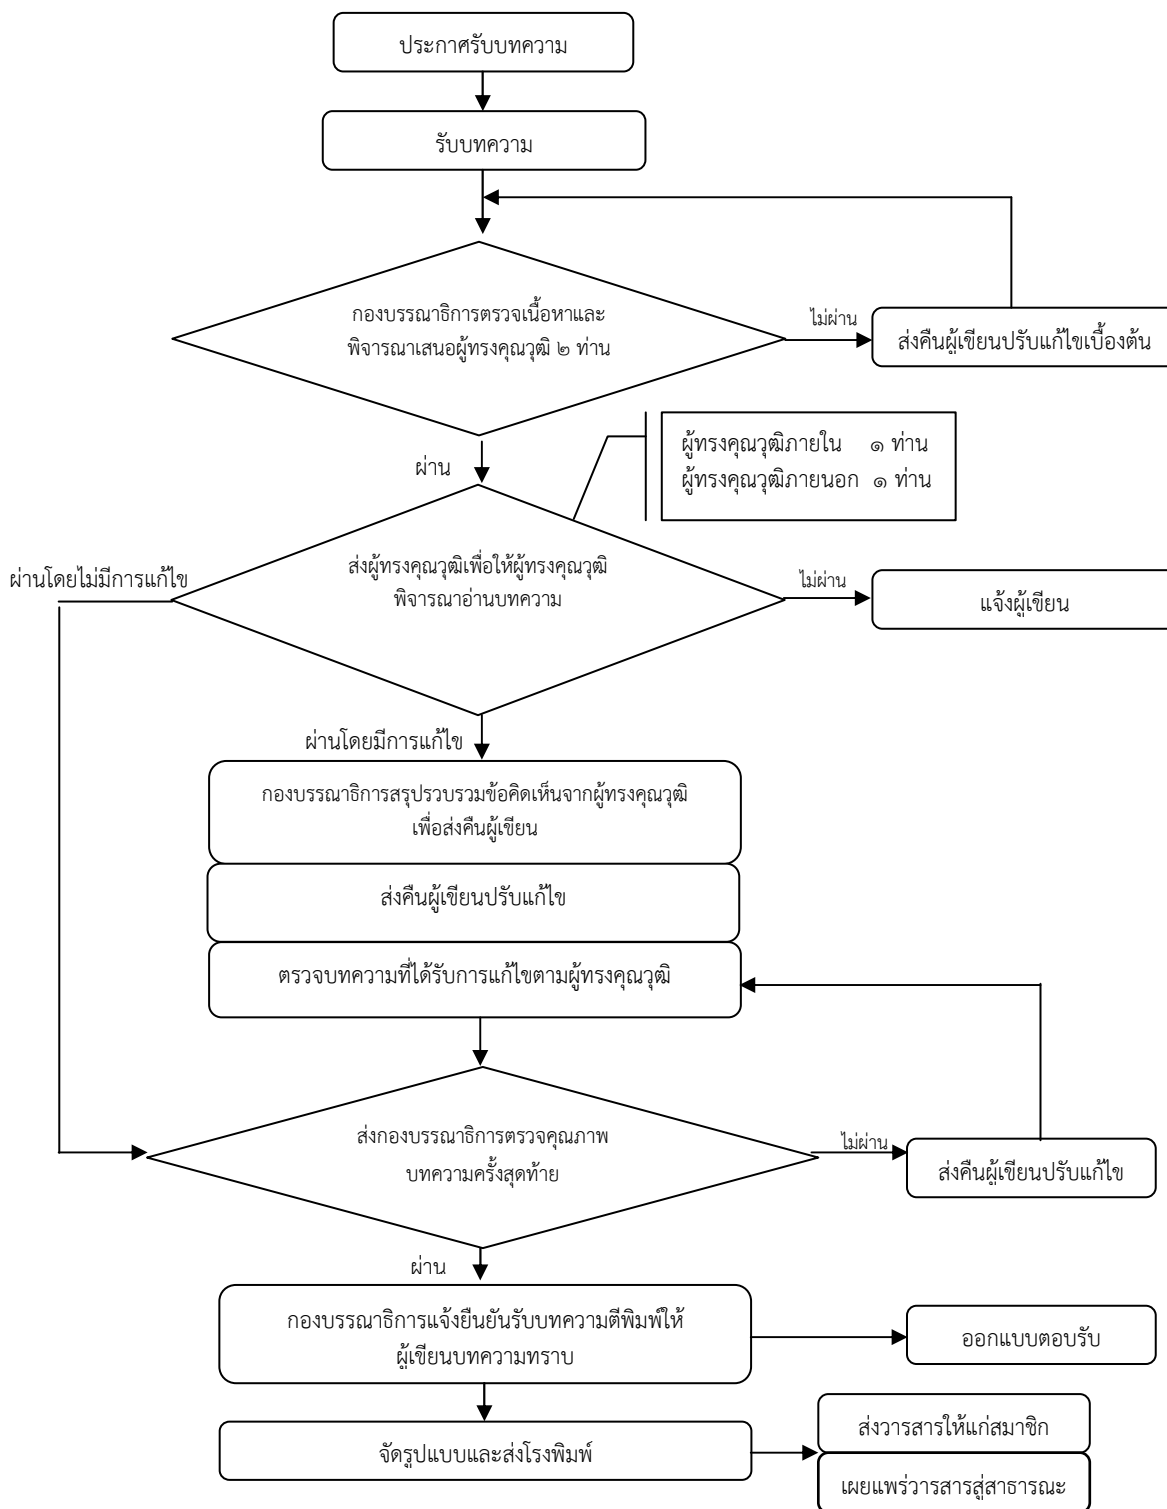 ประกาศรับบทความ
รับบทความ
กองบรรณาธิการตรวจเนื้อหาและ
พิจารณาเสนอผู้ทรงคุณวุฒิ ๒ ท่าน
ไม่ผ่าน
ส่งคืนผู้เขียนปรับแก้ไขเบื้องต้น
ผ่าน
ผู้ทรงคุณวุฒิภายใน ๑ ท่าน
ผู้ทรงคุณวุฒิภายนอก ๑ ท่าน
ผ่านโดยไม่มีการแก้ไข
ส่งผู้ทรงคุณวุฒิเพื่อให้ผู้ทรงคุณวุฒิ
พิจารณาอ่านบทความ
ไม่ผ่าน
แจ้งผู้เขียน
ผ่านโดยมีการแก้ไข
กองบรรณาธิการสรุปรวบรวมข้อคิดเห็นจากผู้ทรงคุณวุฒิ
เพื่อส่งคืนผู้เขียน
ส่งคืนผู้เขียนปรับแก้ไข
ตรวจบทความที่ได้รับการแก้ไขตามผู้ทรงคุณวุฒิ
ส่งกองบรรณาธิการตรวจคุณภาพ
บทความครั้งสุดท้าย
ไม่ผ่าน
ส่งคืนผู้เขียนปรับแก้ไข
ผ่าน
กองบรรณาธิการแจ้งยืนยันรับบทความตีพิมพ์ให้
ผู้เขียนบทความทราบ
ออกแบบตอบรับ
จัดรูปแบบและส่งโรงพิมพ์
ส่งวารสารให้แก่สมาชิก
เผยแพร่วารสารสู่สาธารณะ